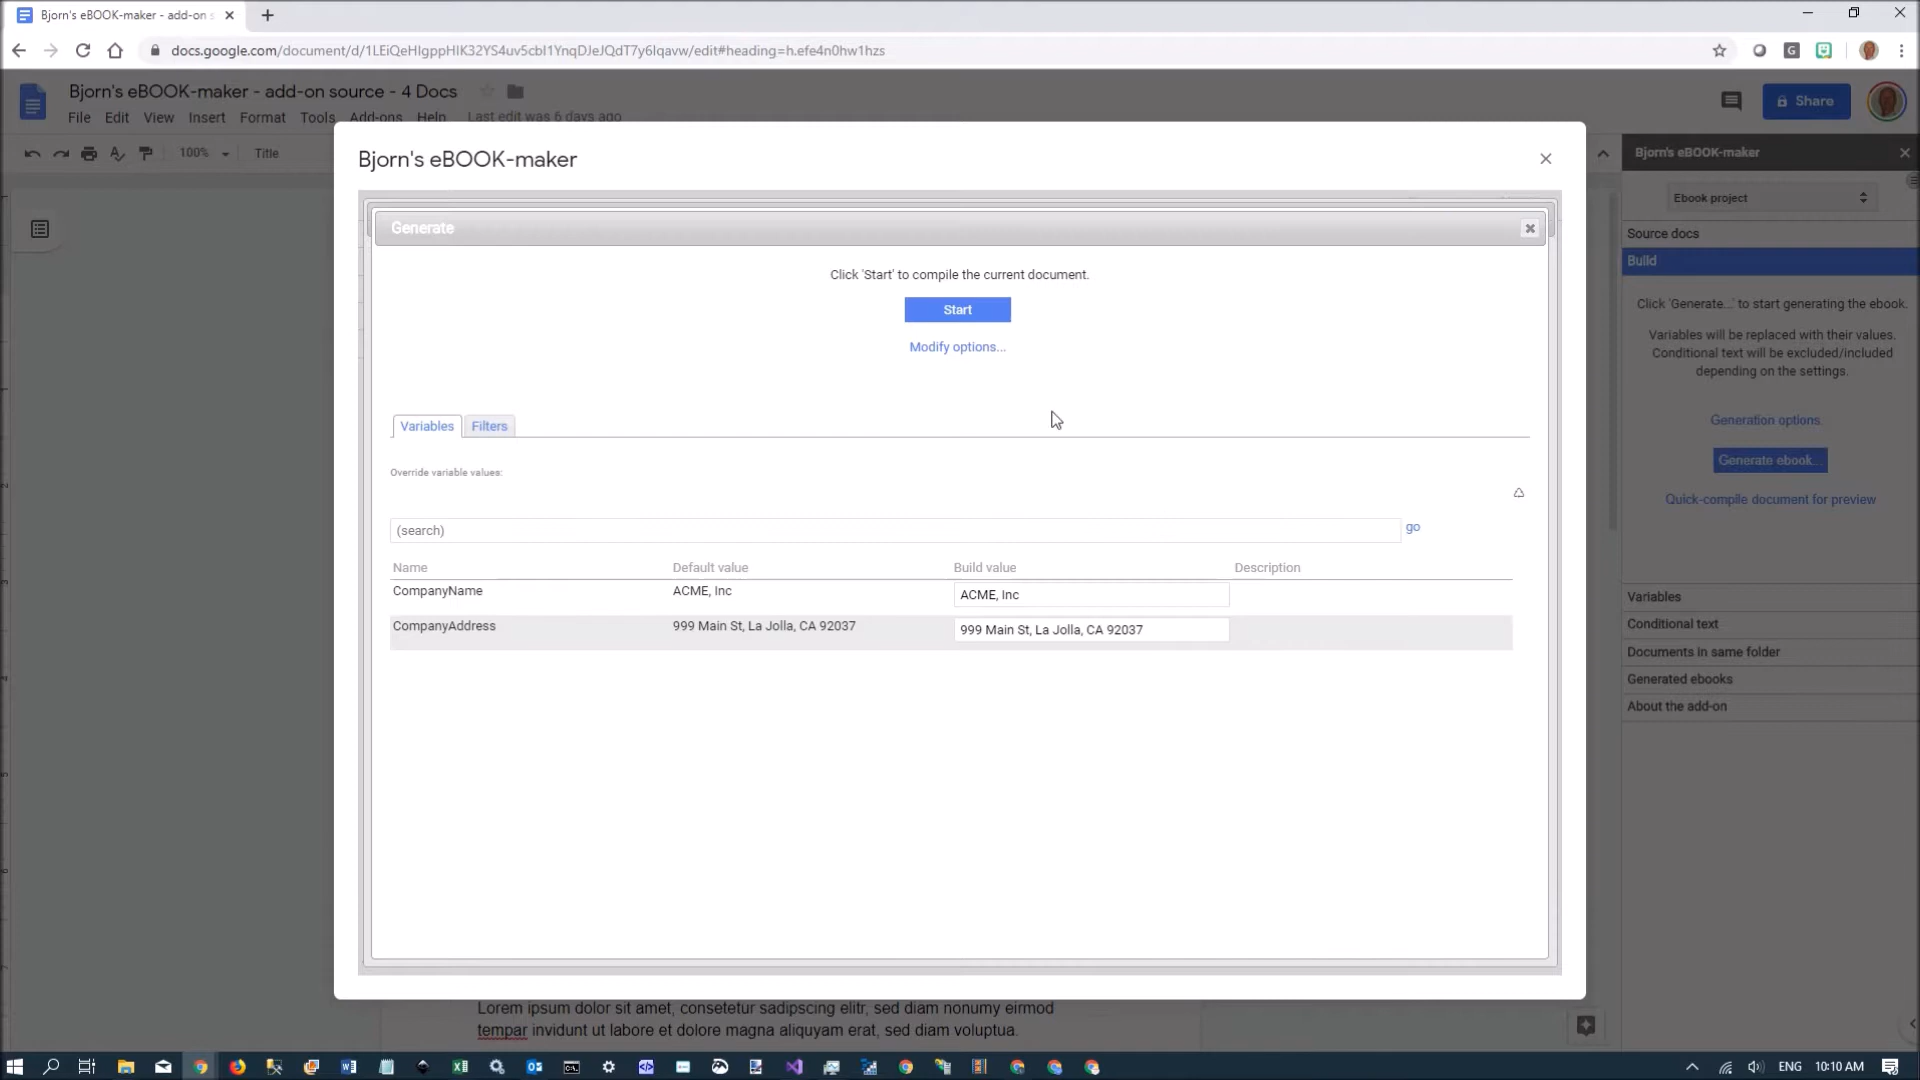 Bjorn's eBOOK-maker - add-on s
docs.google.com/document/d/1LEiQeHIgppHIK32YS4uv5cbI1YnqDJeJQdT7y6Iqavw/edit#heading=h.efe4n0hw1hzs
Bjorn's eBOOK-maker - add-on source - 4 Docs
File Edit View Insert Format Tools Add-ons Help Last edit was 6 days ago
Share
100% Title
Bjorn's eBOOK-maker
Generate
Click 'Start' to compile the current document.
Start
Modify options...
Variables Filters
Override variable values:
(search) go
Name Default value Build value Description
CompanyName ACME, Inc ACME, Inc
CompanyAddress 999 Main St, La Jolla, CA 92037 999 Main St, La Jolla, CA 92037
Bjorn's eBOOK-maker
Ebook project
Source docs
Build
Click 'Generate...' to start generating the ebook.
Variables will be replaced with their values.
Conditional text will be excluded/included
depending on the settings.
Generation options.
Generate ebook...
Quick-compile document for preview
Variables
Conditional text
Documents in same folder
Generated ebooks
About the add-on
Lorem ipsum dolor sit amet, consetetur sadipscing elitr, sed diam nonumy eirmod
tempar invidunt ut labore et dolore magna aliquyam erat, sed diam voluptua.
ENG 10:10 AM